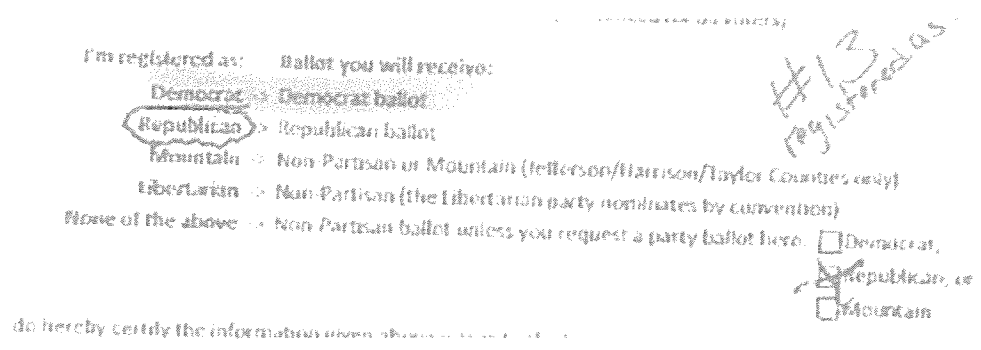 #13
registered as
I'm registered as: Ballot you will receive:
Democrat -> Democrat ballot
Republican -> Republican ballot
Mountain -> Non-Partisan or Mountain (Jefferson/Harrison/Taylor Counties only)
Libertarian -> Non-Partisan (the Libertarian party nominates by convention)
None of the above -> Non-Partisan ballot unless you request a party ballot here. ☐ Democrat,
☒ Republican, or
☐ Mountain
do hereby certify the information given above